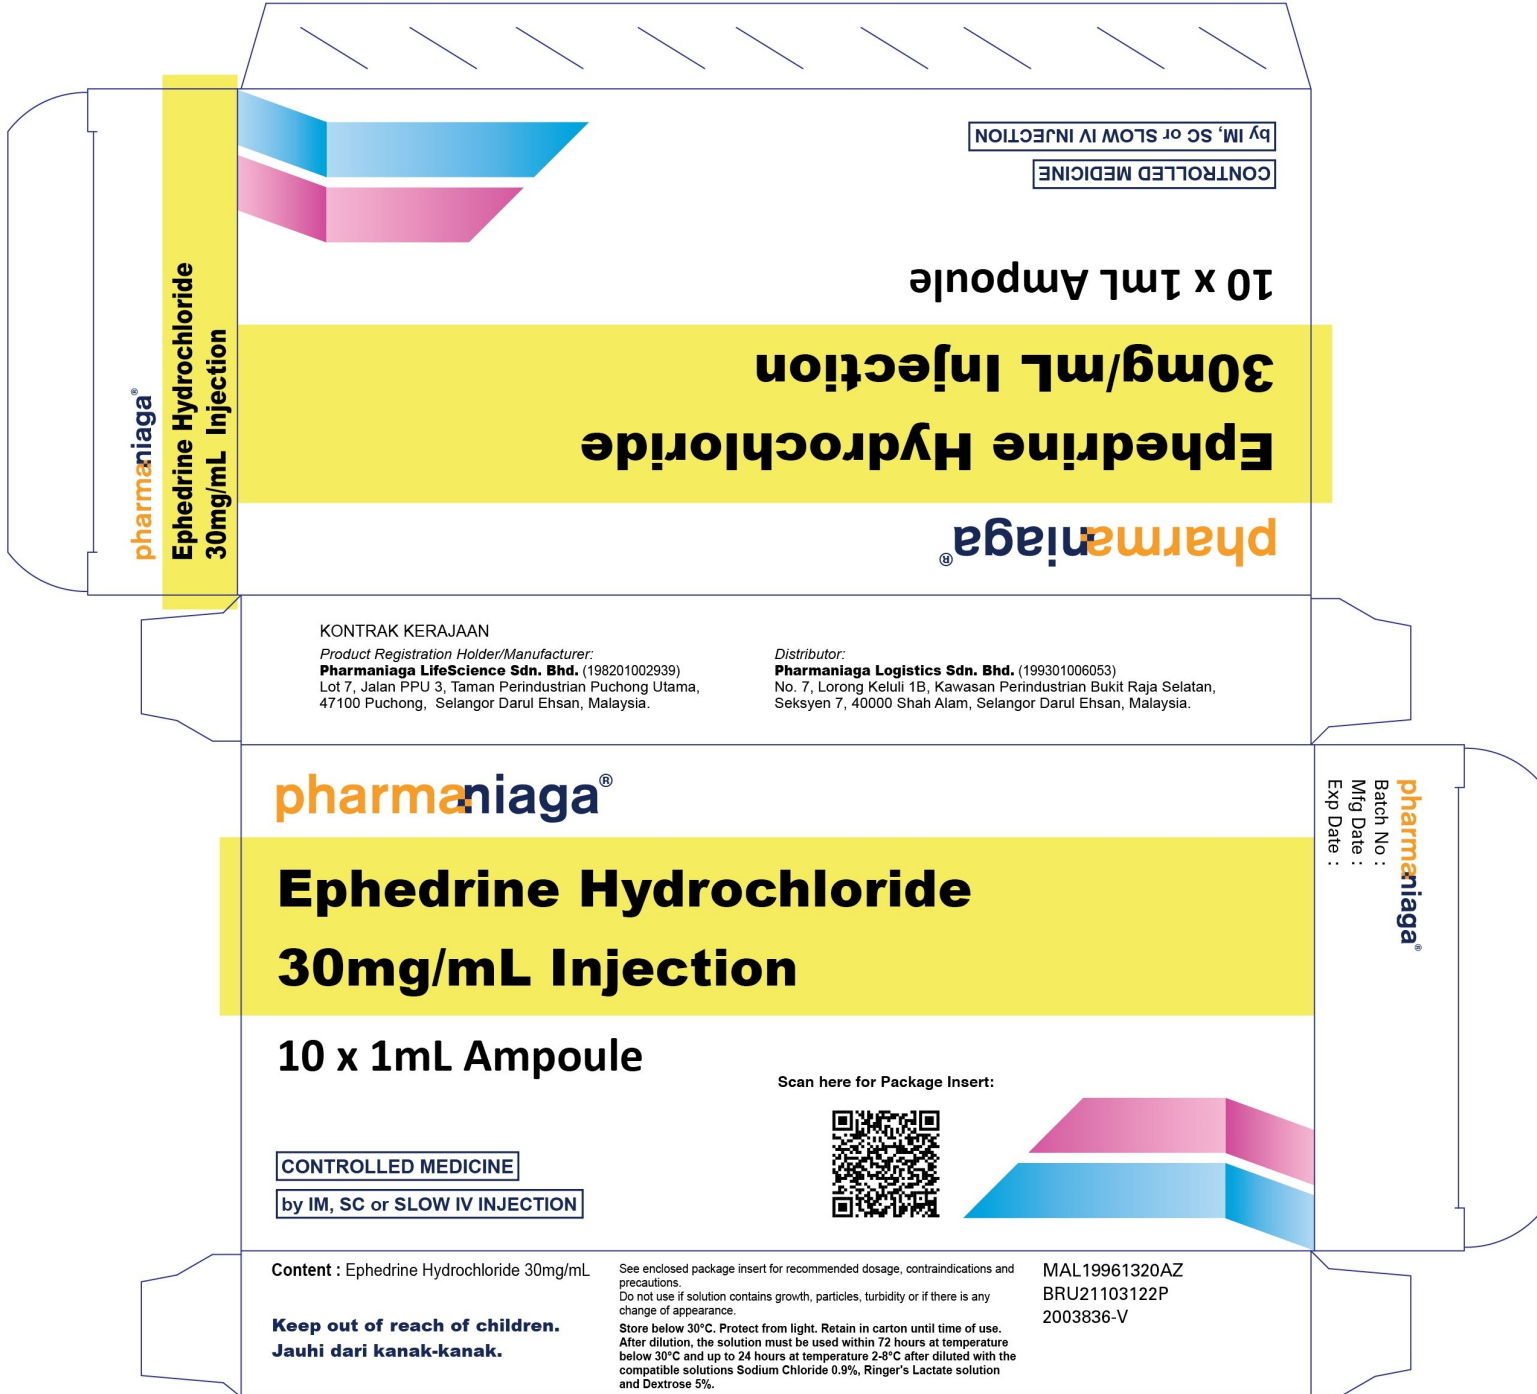 by IM, SC or SLOW IV INJECTION
CONTROLLED MEDICINE
10 x 1mL Ampoule
30mg/mL Injection
Ephedrine Hydrochloride
pharmaniaga®
pharmaniaga®
Ephedrine Hydrochloride
30mg/mL Injection
KONTRAK KERAJAAN
Product Registration Holder/Manufacturer:
Pharmaniaga LifeScience Sdn. Bhd. (198201002939)
Lot 7, Jalan PPU 3, Taman Perindustrian Puchong Utama,
47100 Puchong, Selangor Darul Ehsan, Malaysia.
Distributor:
Pharmaniaga Logistics Sdn. Bhd. (199301006053)
No. 7, Lorong Keluli 1B, Kawasan Perindustrian Bukit Raja Selatan,
Seksyen 7, 40000 Shah Alam, Selangor Darul Ehsan, Malaysia.
pharmaniaga®
Ephedrine Hydrochloride
30mg/mL Injection
10 x 1mL Ampoule
Scan here for Package Insert:
CONTROLLED MEDICINE
by IM, SC or SLOW IV INJECTION
pharmaniaga®
Batch No :
Mfg Date :
Exp Date :
Content : Ephedrine Hydrochloride 30mg/mL
Keep out of reach of children.
Jauhi dari kanak-kanak.
See enclosed package insert for recommended dosage, contraindications and
precautions.
Do not use if solution contains growth, particles, turbidity or if there is any
change of appearance.
Store below 30°C. Protect from light. Retain in carton until time of use.
After dilution, the solution must be used within 72 hours at temperature
below 30°C and up to 24 hours at temperature 2-8°C after diluted with the
compatible solutions Sodium Chloride 0.9%, Ringer's Lactate solution
and Dextrose 5%.
MAL19961320AZ
BRU21103122P
2003836-V